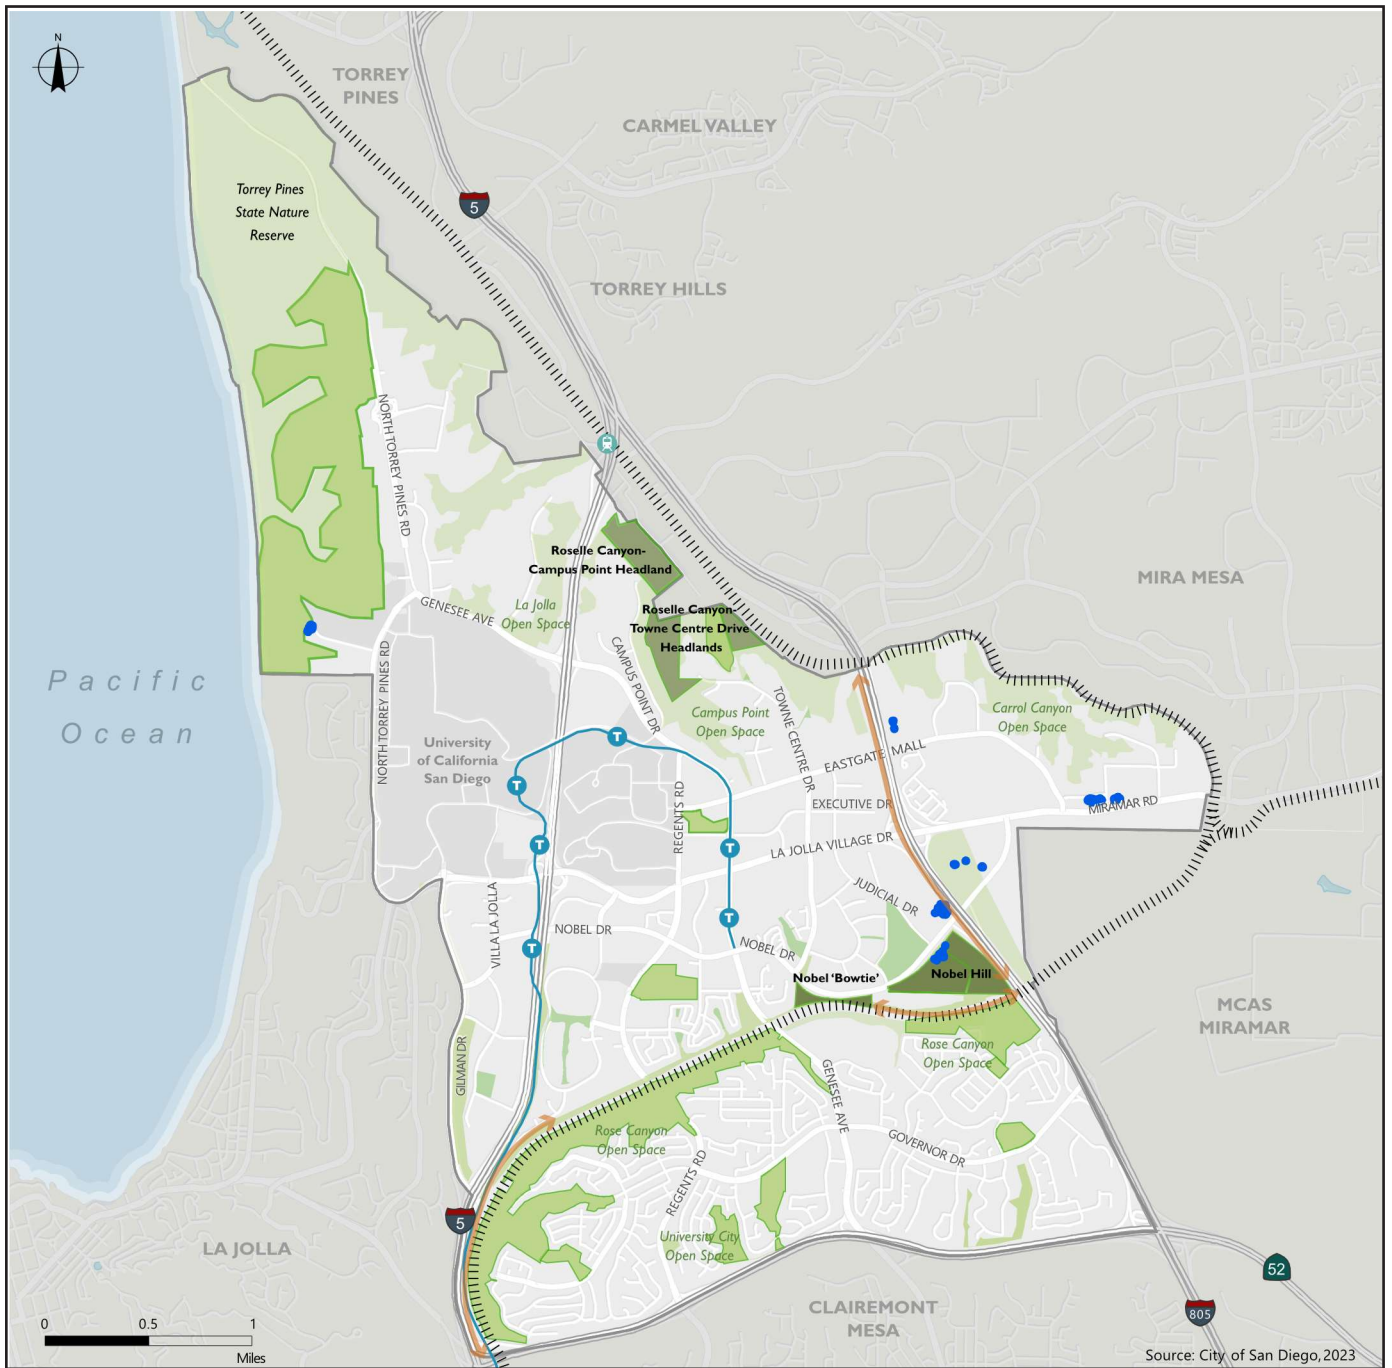 N
TORREY
PINES
CARMEL VALLEY
Torrey Pines
State Nature
Reserve
5
TORREY HILLS
NORTH TORREY PINES RD
Roselle Canyon-
Campus Point Headland
MIRA MESA
GENESEE AVE
La Jolla
Open Space
Roselle Canyon-
Towne Centre Drive
Headlands
CAMPUS POINT DR
NORTH TORREY PINES RD
Pacific
Ocean
TOWNE CENTRE DR
Campus Point
Open Space
Carrol Canyon
Open Space
University
of California
San Diego
T
T
EASTGATE MALL
REGENTS RD
EXECUTIVE DR
MIRAMAR RD
T
T
LA JOLLA VILLAGE DR
JUDICIAL DR
VILLA LA JOLLA
T
NOBEL DR
T
NOBEL DR
Nobel ‘Bowtie’
Nobel Hill
MCAS
MIRAMAR
GILMAN DR
Rose Canyon
Open Space
GENESEE AVE
Rose Canyon
Open Space
GOVERNOR DR
REGENTS RD
5
LA JOLLA
University City
Open Space
52
CLAIREMONT
MESA
805
0 0.5 1
Miles
Source: City of San Diego, 2023